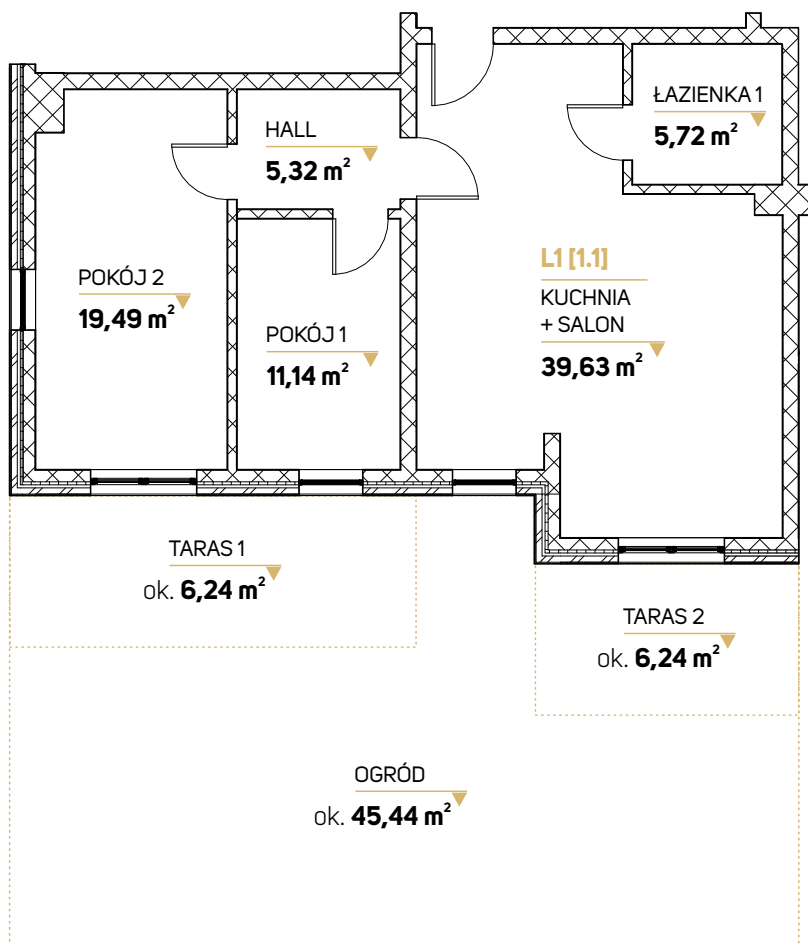 HALL
5,32 m²
ŁAZIENKA 1
5,72 m²
POKÓJ 2
19,49 m²
POKÓJ 1
11,14 m²
L1 [1.1]
KUCHNIA
+ SALON
39,63 m²
TARAS 1
ok. 6,24 m²
TARAS 2
ok. 6,24 m²
OGRÓD
ok. 45,44 m²